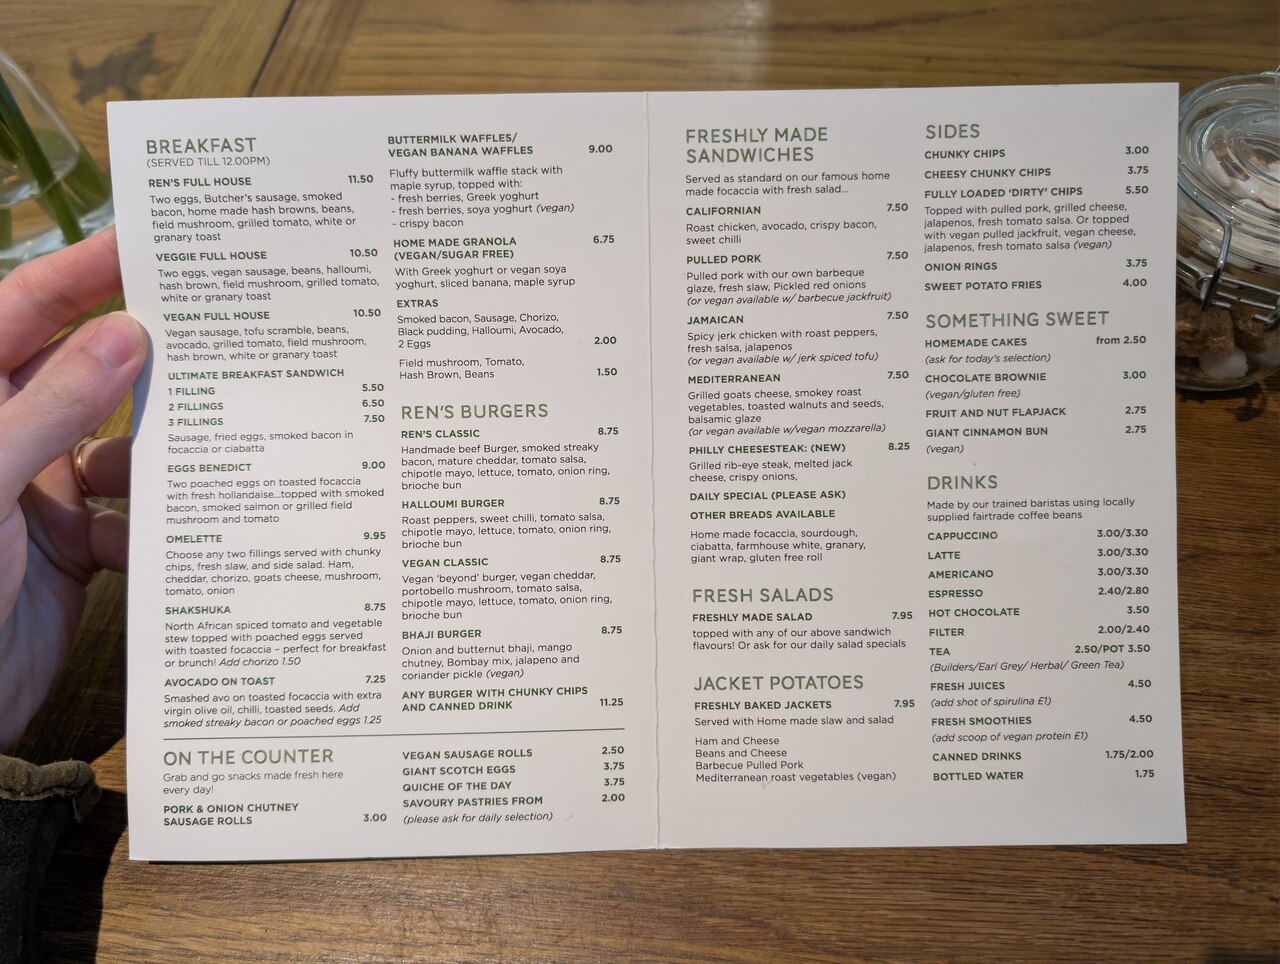 BREAKFAST
(SERVED TILL 12.00PM)
REN'S FULL HOUSE 11.50
Two eggs, Butcher's sausage, smoked
bacon, home made hash browns, beans,
field mushroom, grilled tomato, white or
granary toast
VEGGIE FULL HOUSE 10.50
Two eggs, vegan sausage, beans, halloumi,
hash brown, field mushroom, grilled tomato,
white or granary toast
VEGAN FULL HOUSE 10.50
Vegan sausage, tofu scramble, beans,
avocado, grilled tomato, field mushroom,
hash brown, white or granary toast
ULTIMATE BREAKFAST SANDWICH
1 FILLING 5.50
2 FILLINGS 6.50
3 FILLINGS 7.50
Sausage, fried eggs, smoked bacon in
focaccia or ciabatta
EGGS BENEDICT 9.00
Two poached eggs on toasted focaccia
with fresh hollandaise...topped with smoked
bacon, smoked salmon or grilled field
mushroom and tomato
OMELETTE 9.95
Choose any two fillings served with chunky
chips, fresh slaw, and side salad. Ham,
cheddar, chorizo, goats cheese, mushroom,
tomato, onion
SHAKSHUKA 8.75
North African spiced tomato and vegetable
stew topped with poached eggs served
with toasted focaccia – perfect for breakfast
or brunch! Add chorizo 1.50
AVOCADO ON TOAST 7.25
Smashed avo on toasted focaccia with extra
virgin olive oil, chilli, toasted seeds. Add
smoked streaky bacon or poached eggs 1.25
BUTTERMILK WAFFLES/
VEGAN BANANA WAFFLES 9.00
Fluffy buttermilk waffle stack with
maple syrup, topped with:
- fresh berries, Greek yoghurt
- fresh berries, soya yoghurt (vegan)
- crispy bacon
HOME MADE GRANOLA 6.75
(VEGAN/SUGAR FREE)
With Greek yoghurt or vegan soya
yoghurt, sliced banana, maple syrup
EXTRAS
Smoked bacon, Sausage, Chorizo,
Black pudding, Halloumi, Avocado,
2 Eggs 2.00
Field mushroom, Tomato,
Hash Brown, Beans 1.50
REN'S BURGERS
REN'S CLASSIC 8.75
Handmade beef Burger, smoked streaky
bacon, mature cheddar, tomato salsa,
chipotle mayo, lettuce, tomato, onion ring,
brioche bun
HALLOUMI BURGER 8.75
Roast peppers, sweet chilli, tomato salsa,
chipotle mayo, lettuce, tomato, onion ring,
brioche bun
VEGAN CLASSIC 8.75
Vegan 'beyond' burger, vegan cheddar,
portobello mushroom, tomato salsa,
chipotle mayo, lettuce, tomato, onion ring,
brioche bun
BHAJI BURGER 8.75
Onion and butternut bhaji, mango
chutney, Bombay mix, jalapeno and
coriander pickle (vegan)
ANY BURGER WITH CHUNKY CHIPS
AND CANNED DRINK 11.25
ON THE COUNTER
Grab and go snacks made fresh here
every day!
PORK & ONION CHUTNEY
SAUSAGE ROLLS 3.00
VEGAN SAUSAGE ROLLS 2.50
GIANT SCOTCH EGGS 3.75
QUICHE OF THE DAY 3.75
SAVOURY PASTRIES FROM 2.00
(please ask for daily selection)
FRESHLY MADE
SANDWICHES
Served as standard on our famous home
made focaccia with fresh salad...
CALIFORNIAN 7.50
Roast chicken, avocado, crispy bacon,
sweet chilli
PULLED PORK 7.50
Pulled pork with our own barbeque
glaze, fresh slaw, Pickled red onions
(or vegan available w/ barbecue jackfruit)
JAMAICAN 7.50
Spicy jerk chicken with roast peppers,
fresh salsa, jalapenos
(or vegan available w/ jerk spiced tofu)
MEDITERRANEAN 7.50
Grilled goats cheese, smokey roast
vegetables, toasted walnuts and seeds,
balsamic glaze
(or vegan available w/vegan mozzarella)
PHILLY CHEESESTEAK: (NEW) 8.25
Grilled rib-eye steak, melted jack
cheese, crispy onions,
DAILY SPECIAL (PLEASE ASK)
OTHER BREADS AVAILABLE
Home made focaccia, sourdough,
ciabatta, farmhouse white, granary,
giant wrap, gluten free roll
FRESH SALADS
FRESHLY MADE SALAD 7.95
topped with any of our above sandwich
flavours! Or ask for our daily salad specials
JACKET POTATOES
FRESHLY BAKED JACKETS 7.95
Served with Home made slaw and salad
Ham and Cheese
Beans and Cheese
Barbecue Pulled Pork
Mediterranean roast vegetables (vegan)
SIDES
CHUNKY CHIPS 3.00
CHEESY CHUNKY CHIPS 3.75
FULLY LOADED 'DIRTY' CHIPS 5.50
Topped with pulled pork, grilled cheese,
jalapenos, fresh tomato salsa. Or topped
with vegan pulled jackfruit, vegan cheese,
jalapenos, fresh tomato salsa (vegan)
ONION RINGS 3.75
SWEET POTATO FRIES 4.00
SOMETHING SWEET
HOMEMADE CAKES from 2.50
(ask for today's selection)
CHOCOLATE BROWNIE 3.00
(vegan/gluten free)
FRUIT AND NUT FLAPJACK 2.75
GIANT CINNAMON BUN 2.75
(vegan)
DRINKS
Made by our trained baristas using locally
supplied fairtrade coffee beans
CAPPUCCINO 3.00/3.30
LATTE 3.00/3.30
AMERICANO 3.00/3.30
ESPRESSO 2.40/2.80
HOT CHOCOLATE 3.50
FILTER 2.00/2.40
TEA 2.50/POT 3.50
(Builders/Earl Grey/ Herbal/ Green Tea)
FRESH JUICES 4.50
(add shot of spirulina £1)
FRESH SMOOTHIES 4.50
(add scoop of vegan protein £1)
CANNED DRINKS 1.75/2.00
BOTTLED WATER 1.75